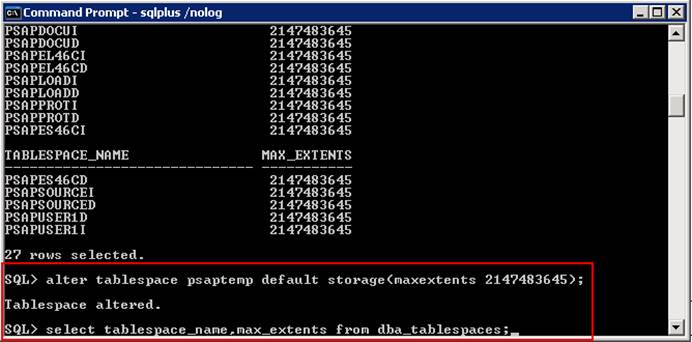 Command Prompt - sqlplus /nolog
PSAPDOCUI 2147483645
PSAPDOCUD 2147483645
PSAPEL46CI 2147483645
PSAPEL46CD 2147483645
PSAPLOADI 2147483645
PSAPLOADD 2147483645
PSAPPROTI 2147483645
PSAPPROTD 2147483645
PSAPES46CI 2147483645
TABLESPACE_NAME MAX_EXTENTS
------------------------------ -----------
PSAPES46CD 2147483645
PSAPSOURCEI 2147483645
PSAPSOURCED 2147483645
PSAPUSER1D 2147483645
PSAPUSER1I 2147483645
27 rows selected.
SQL> alter tablespace psaptemp default storage(maxextents 2147483645);
Tablespace altered.
SQL> select tablespace_name,max_extents from dba_tablespaces;_